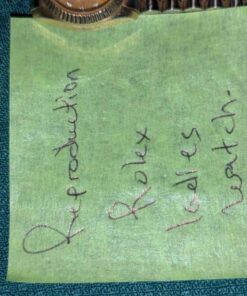 Reproduction
Rolex
ladies
watch.